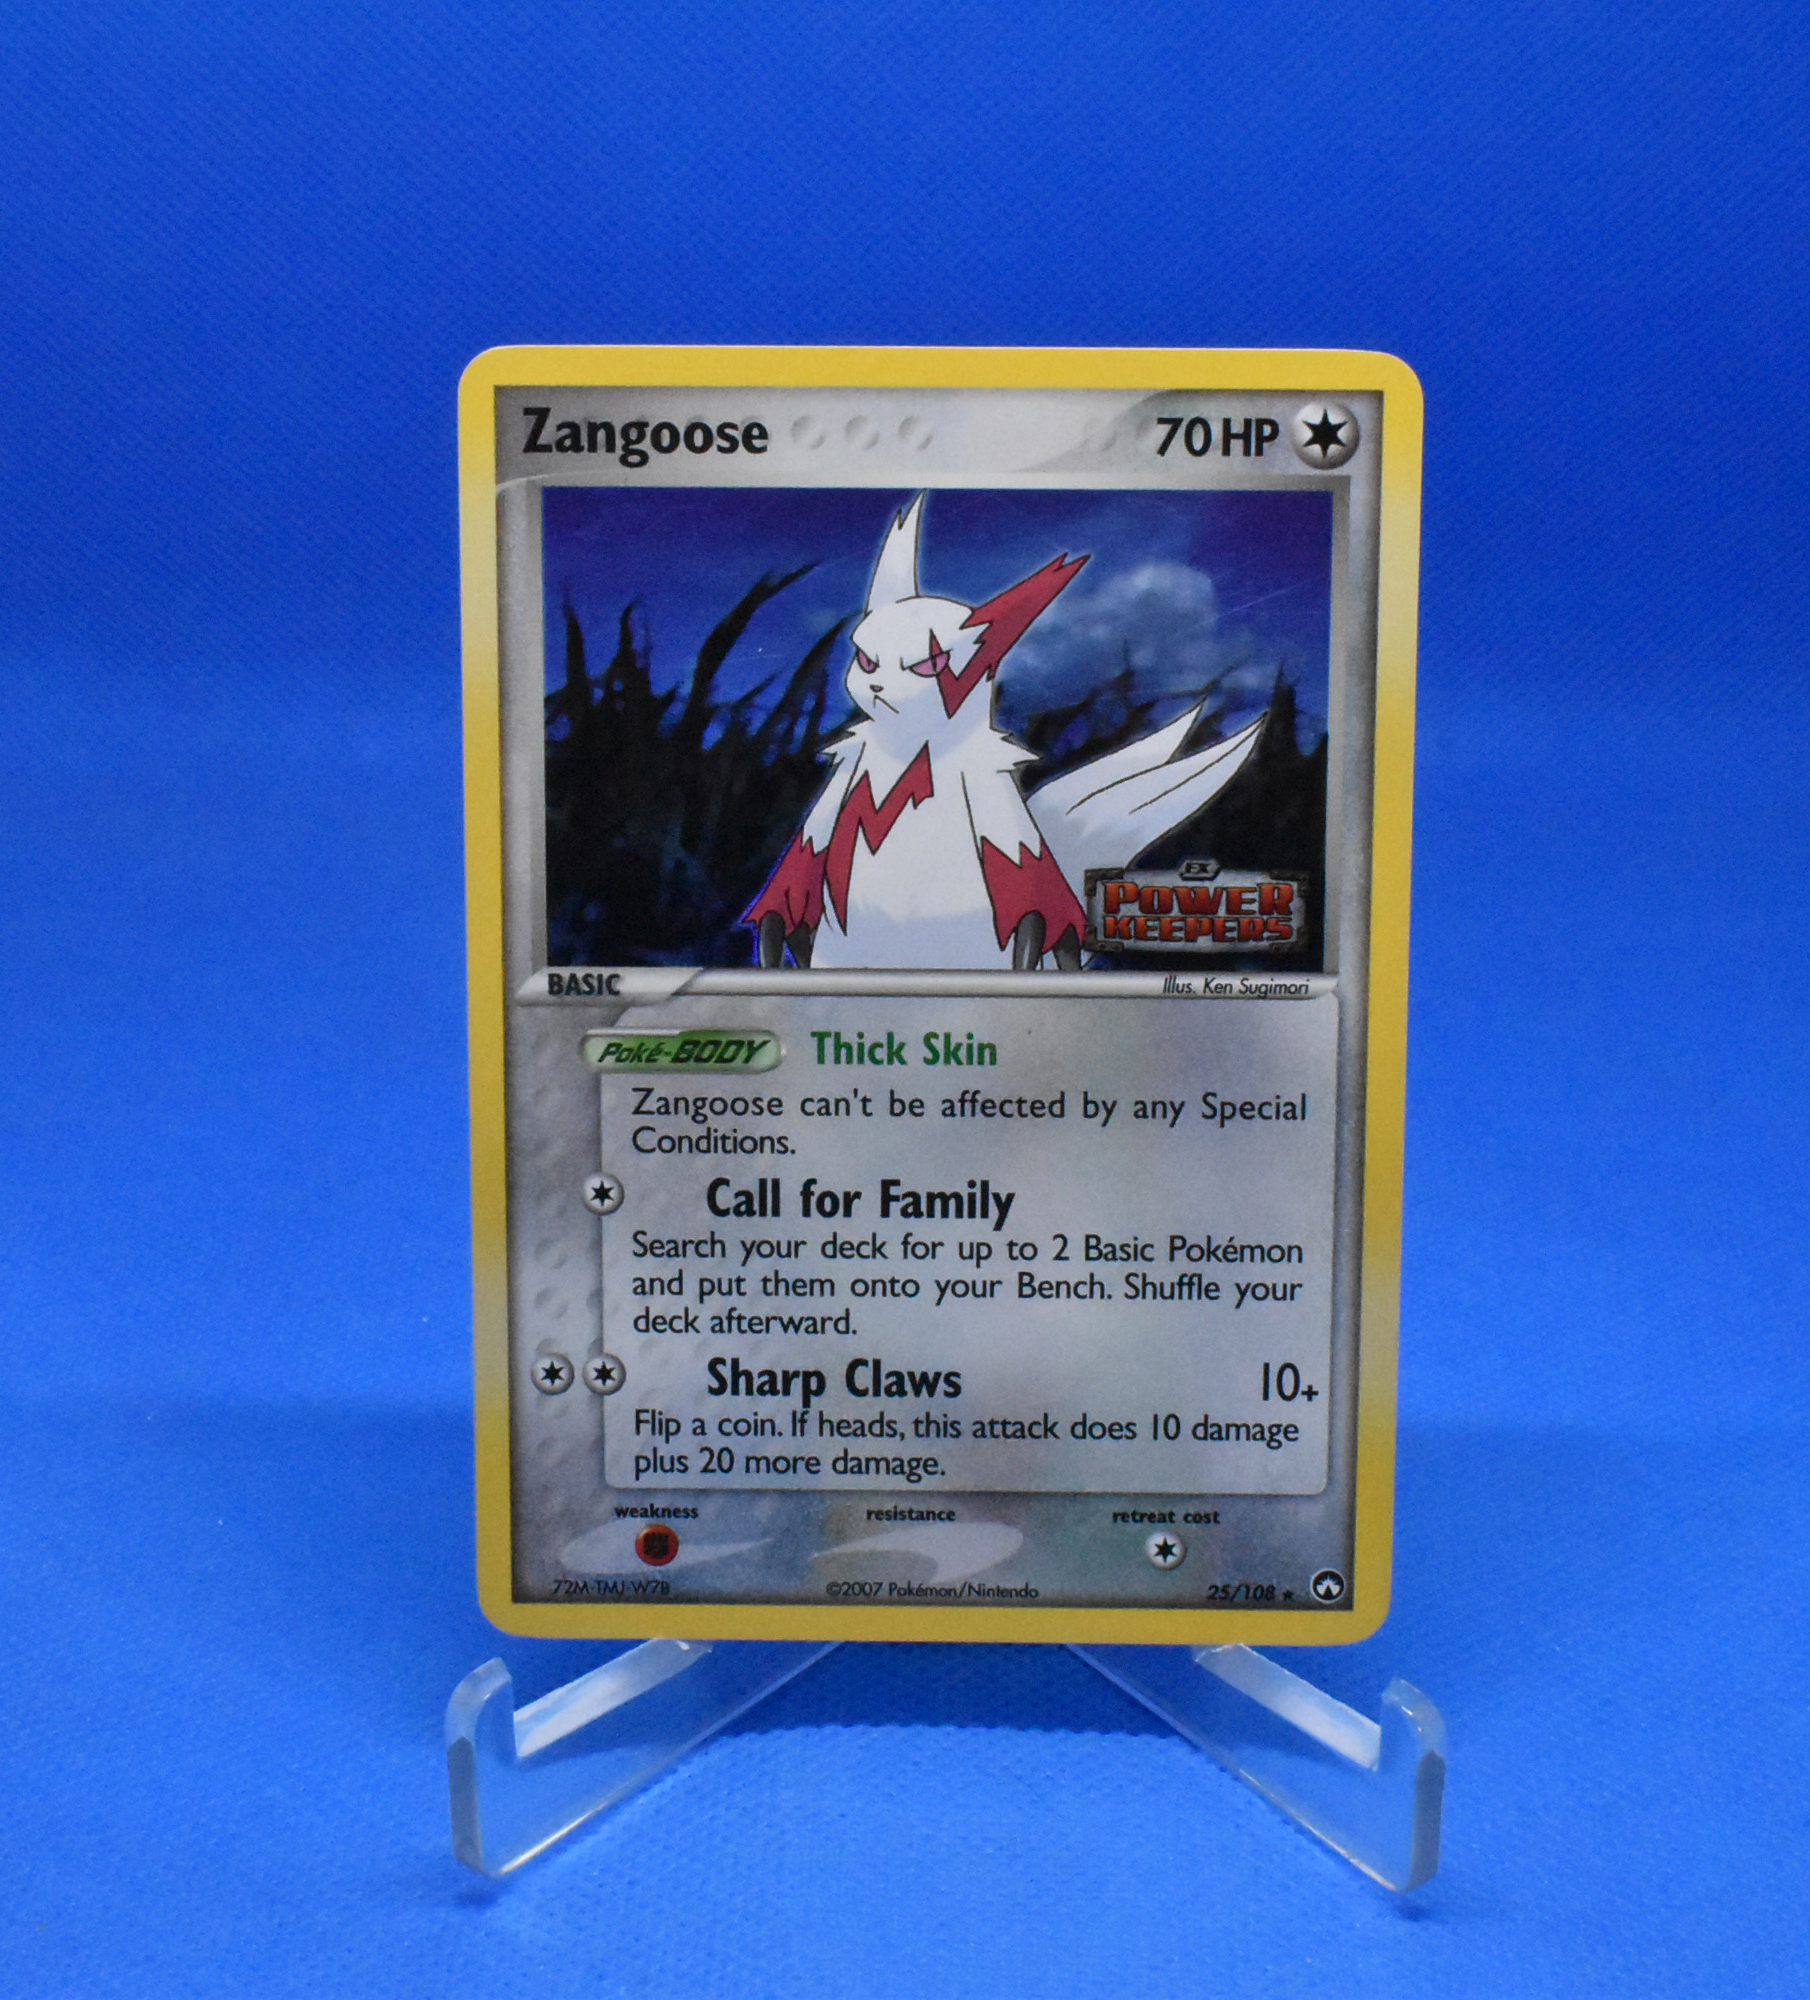 Zangoose 70 HP
EX
POWER
KEEPERS
BASIC Illus. Ken Sugimori
Poké-BODY Thick Skin
Zangoose can't be affected by any Special
Conditions.
Call for Family
Search your deck for up to 2 Basic Pokémon
and put them onto your Bench. Shuffle your
deck afterward.
Sharp Claws 10+
Flip a coin. If heads, this attack does 10 damage
plus 20 more damage.
weakness resistance retreat cost
72M-TMJ-W7B ©2007 Pokémon/Nintendo 25/108 ★